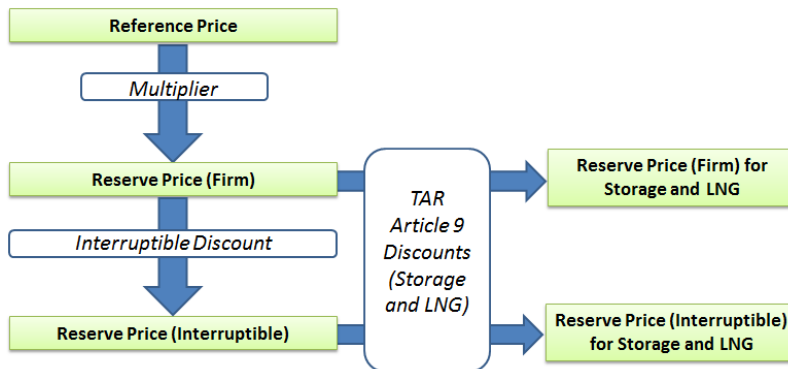 Reference Price
Multiplier
Reserve Price (Firm)
Interruptible Discount
Reserve Price (Interruptible)
TAR
Article 9
Discounts
(Storage
and LNG)
Reserve Price (Firm) for
Storage and LNG
Reserve Price (Interruptible)
for Storage and LNG